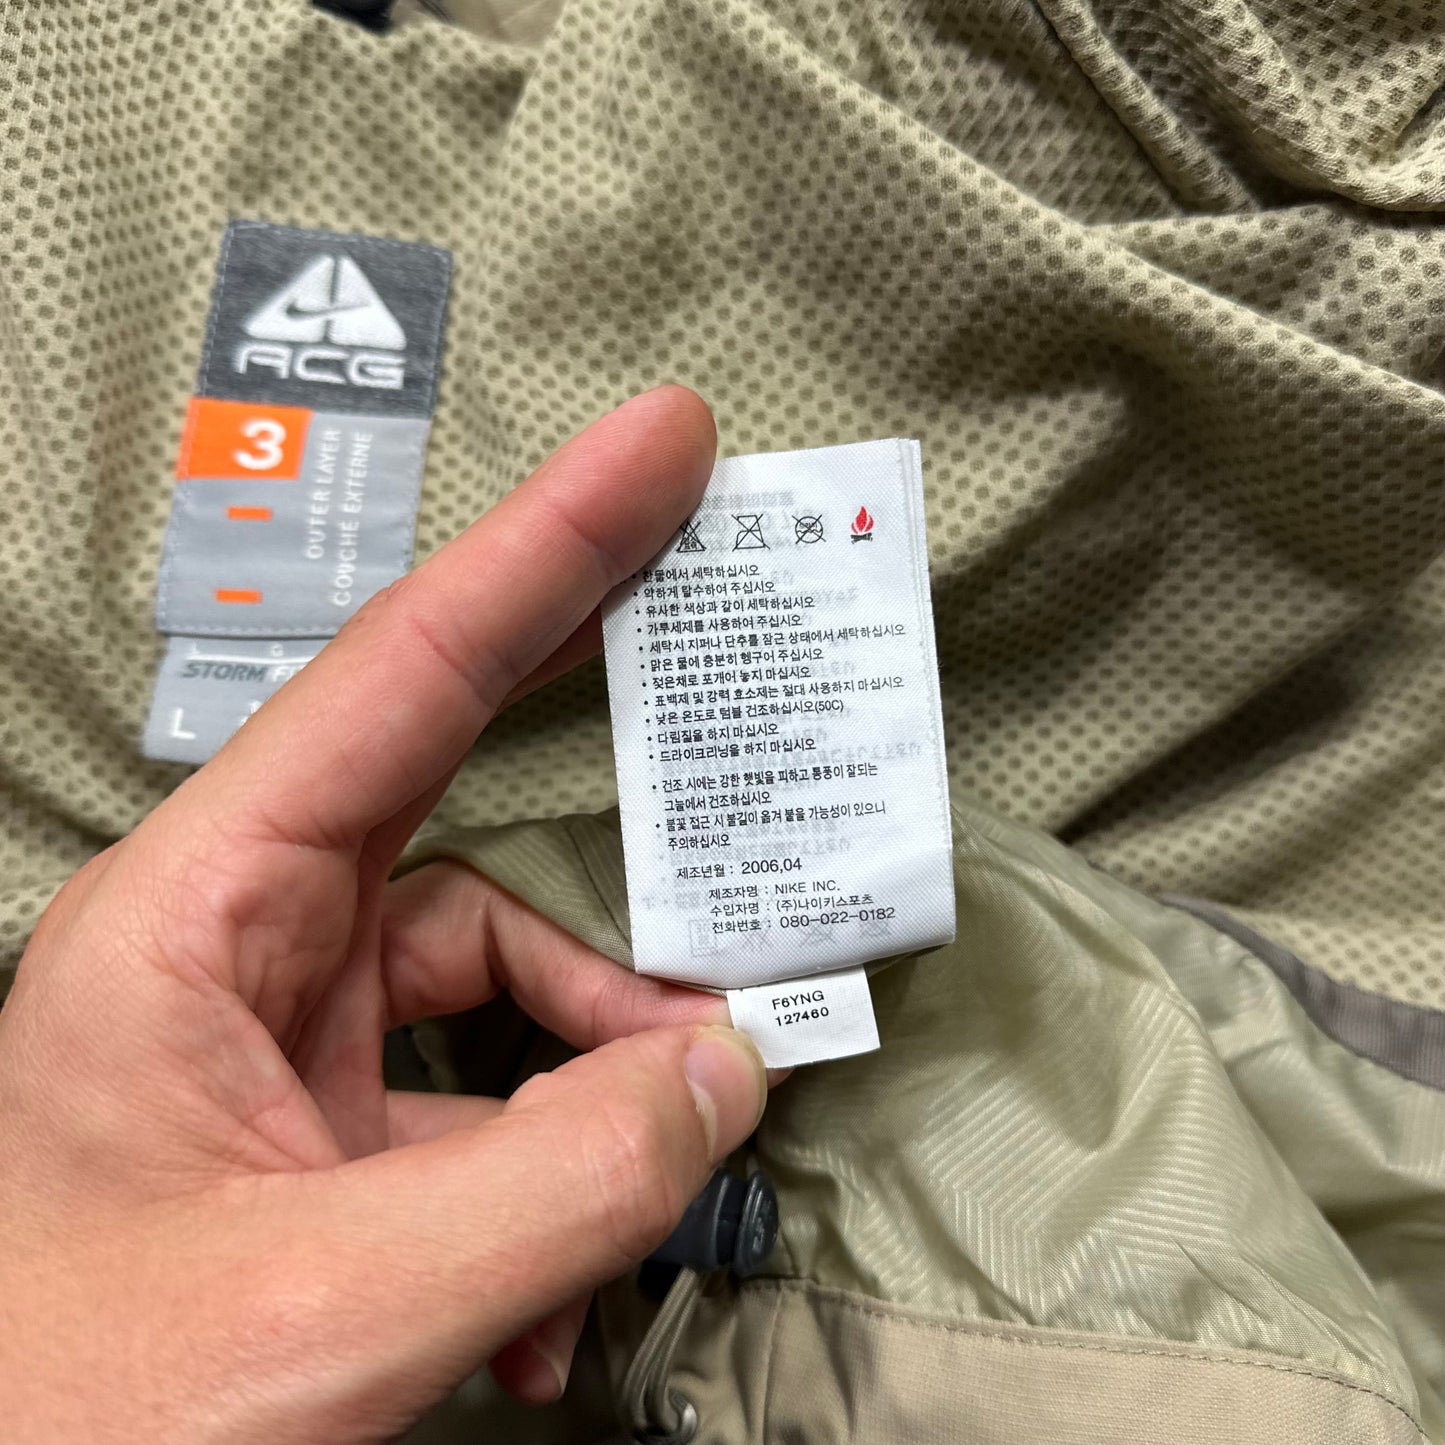 ACG
3
OUTER LAYER
COUCHE EXTERNE
STORM
L
• 찬물에서 세탁하십시오
• 약하게 탈수하여 주십시오
• 유사한 색상과 같이 세탁하십시오
• 가루세제를 사용하여 주십시오
• 세탁시 지퍼나 단추를 잠근 상태에서 세탁하십시오
• 맑은 물에 충분히 헹구어 주십시오
• 젖은채로 포개어 놓지 마십시오
• 표백제 및 강력 효소제는 절대 사용하지 마십시오
• 낮은 온도로 텀블 건조하십시오(50C)
• 다림질을 하지 마십시오
• 드라이크리닝을 하지 마십시오
• 건조 시에는 강한 햇빛을 피하고 통풍이 잘되는
그늘에서 건조하십시오
• 불꽃 접근 시 불길이 옮겨 붙을 가능성이 있으니
주의하십시오
제조년월 : 2006,04
제조자명 : NIKE INC.
수입자명 : (주)나이키스포츠
전화번호 : 080-022-0182
F6YNG
127460